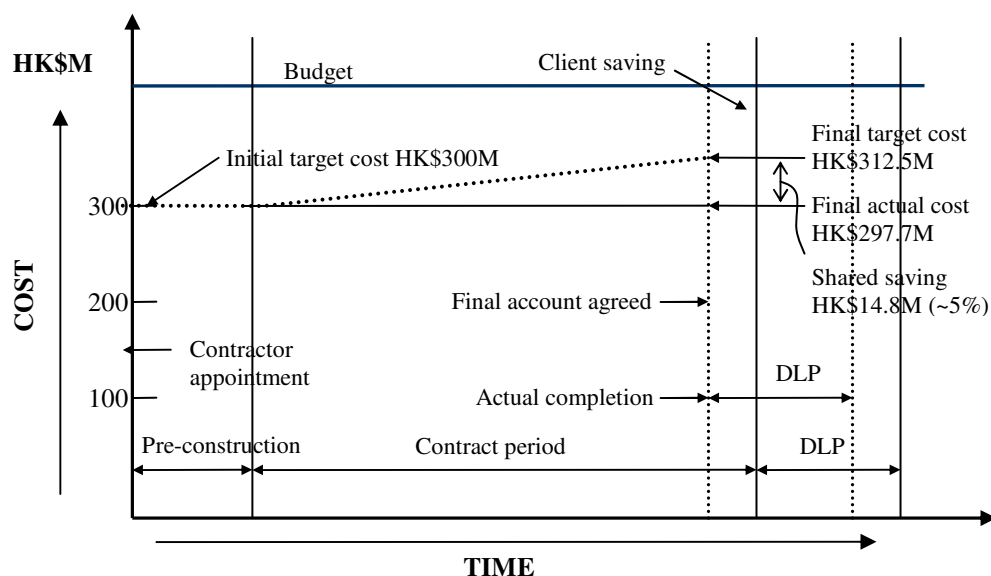 HK$M
Budget
Client saving
Initial target cost HK$300M
Final target cost
HK$312.5M
300
Final actual cost
HK$297.7M
Shared saving
HK$14.8M (~5%)
COST
200
Final account agreed
Contractor
appointment
100
Actual completion
DLP
Pre-construction
Contract period
DLP
TIME